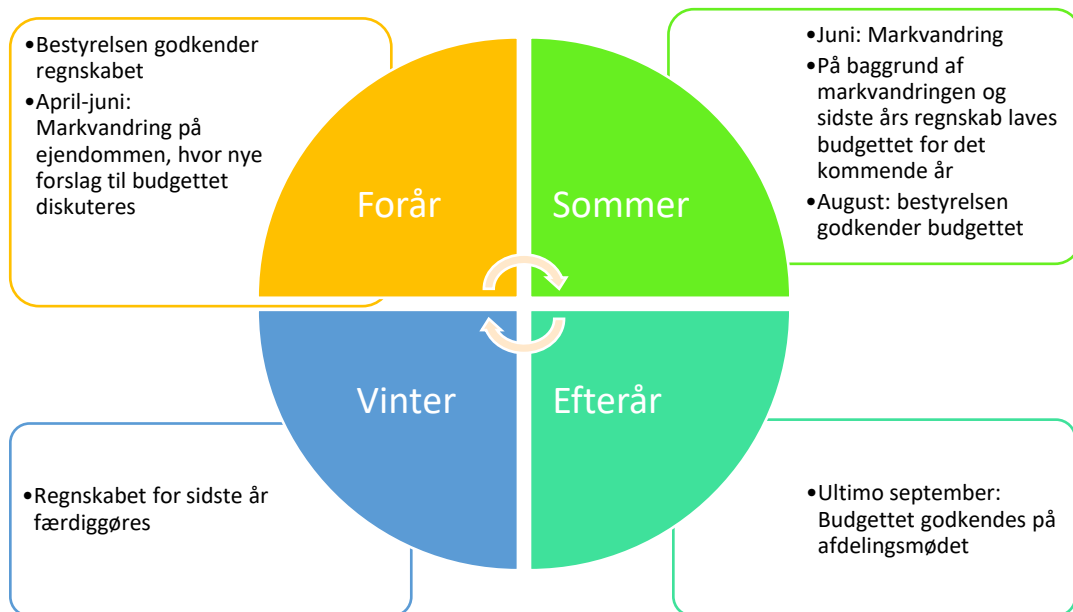 •Bestyrelsen godkender
regnskabet
•April-juni:
Markvandring på
ejendommen, hvor nye
forslag til budgettet
diskuteres
•Juni: Markvandring
•På baggrund af
markvandringen og
sidste års regnskab laves
budgettet for det
kommende år
•August: bestyrelsen
godkender budgettet
Forår
Sommer
Vinter
Efterår
•Regnskabet for sidste år
færdiggøres
•Ultimo september:
Budgettet godkendes på
afdelingsmødet